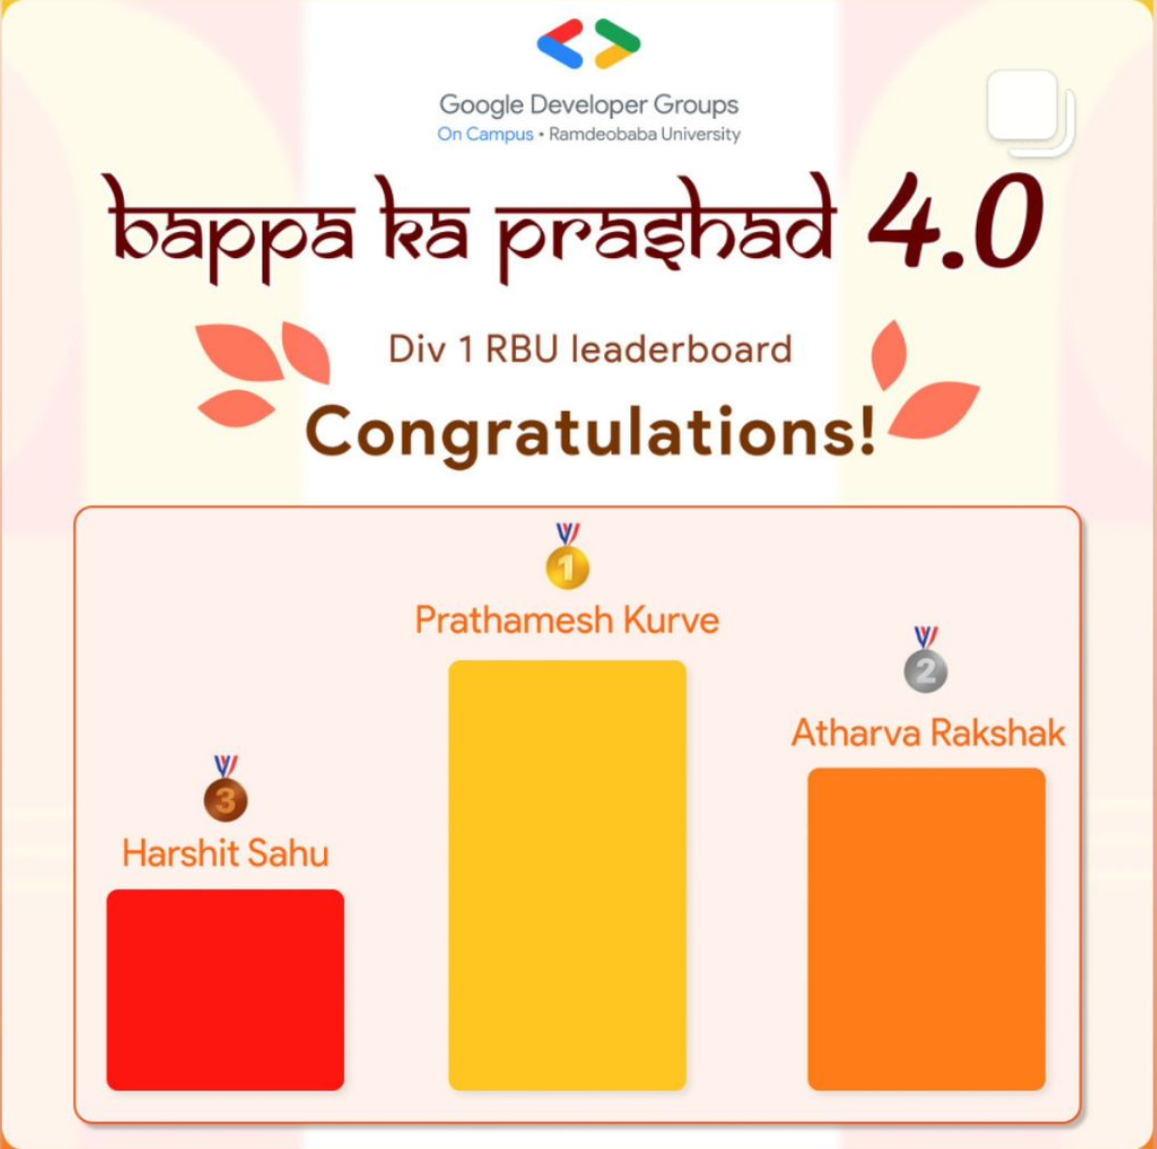 Google Developer Groups
On Campus • Ramdeobaba University
bappa ka prashad 4.0
Div 1 RBU leaderboard
Congratulations!
1
Prathamesh Kurve
2
Atharva Rakshak
3
Harshit Sahu